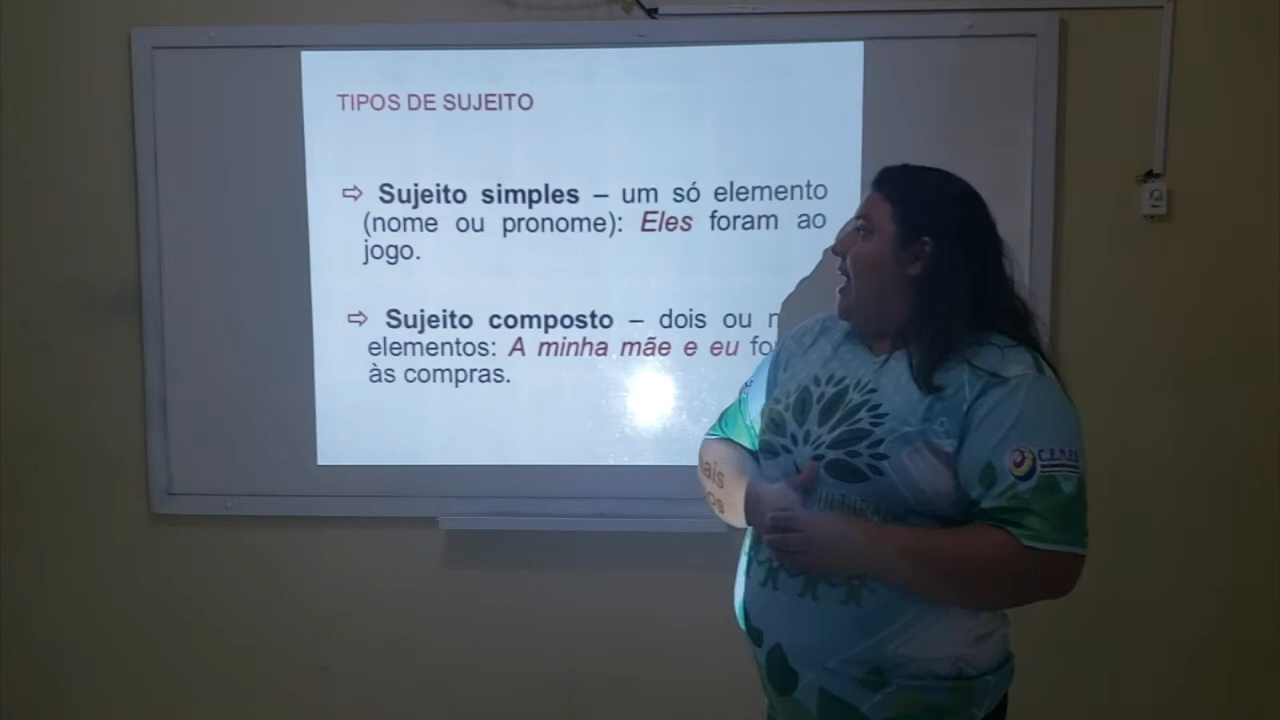 TIPOS DE SUJEITO
⇨ Sujeito simples – um só elemento
(nome ou pronome): Eles foram ao
jogo.
⇨ Sujeito composto – dois ou
elementos: A minha mãe e eu
às compras.